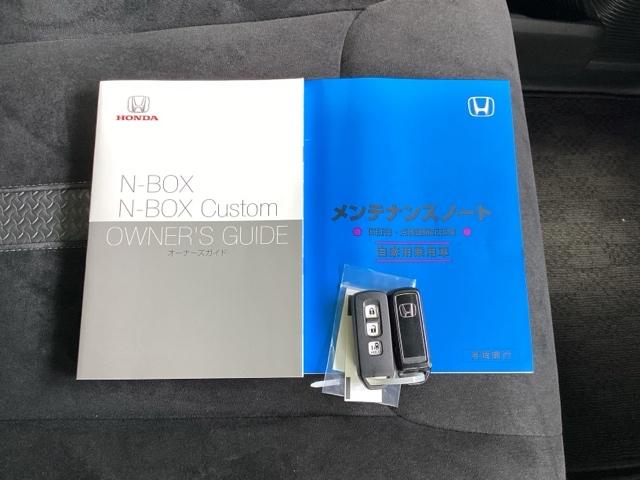 HONDA
N-BOX
N-BOX Custom
OWNER'S GUIDE
オーナーズガイド
メンテナンスノート
自家用乗用車